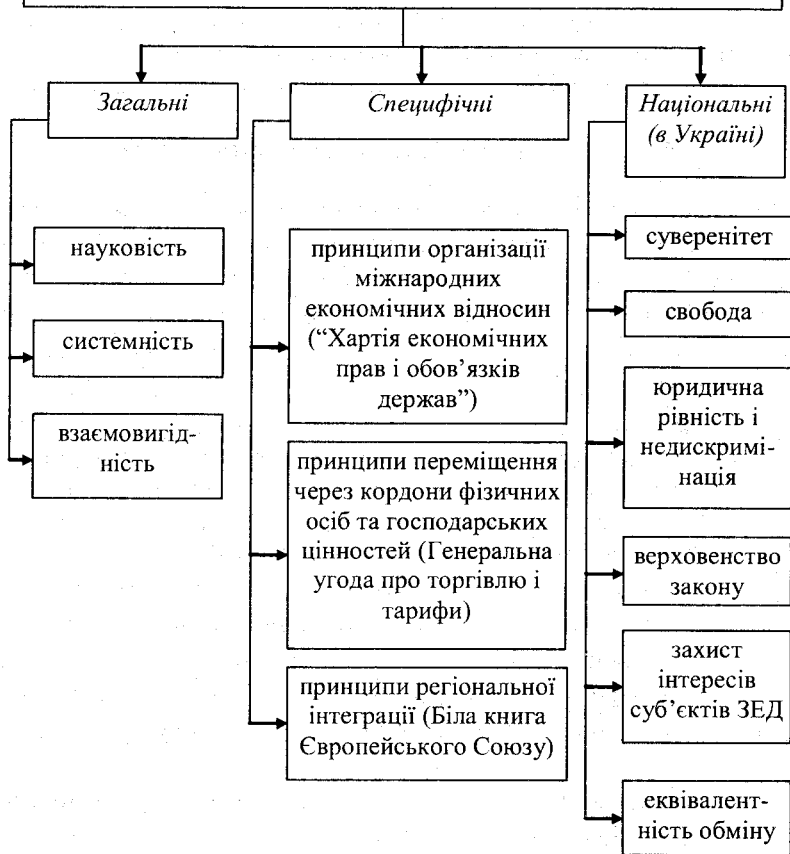 Загальні
науковість
системність
взаємовигід-
ність
Специфічні
принципи організації
міжнародних
економічних відносин
(“Хартія економічних
прав і обов’язків
держав”)
принципи переміщення
через кордони фізичних
осіб та господарських
цінностей (Генеральна
угода про торгівлю і
тарифи)
принципи регіональної
інтеграції (Біла книга
Європейського Союзу)
Національні
(в Україні)
суверенітет
свобода
юридична
рівність і
недискримі-
нація
верховенство
закону
захист
інтересів
суб’єктів ЗЕД
еквівалент-
ність обміну